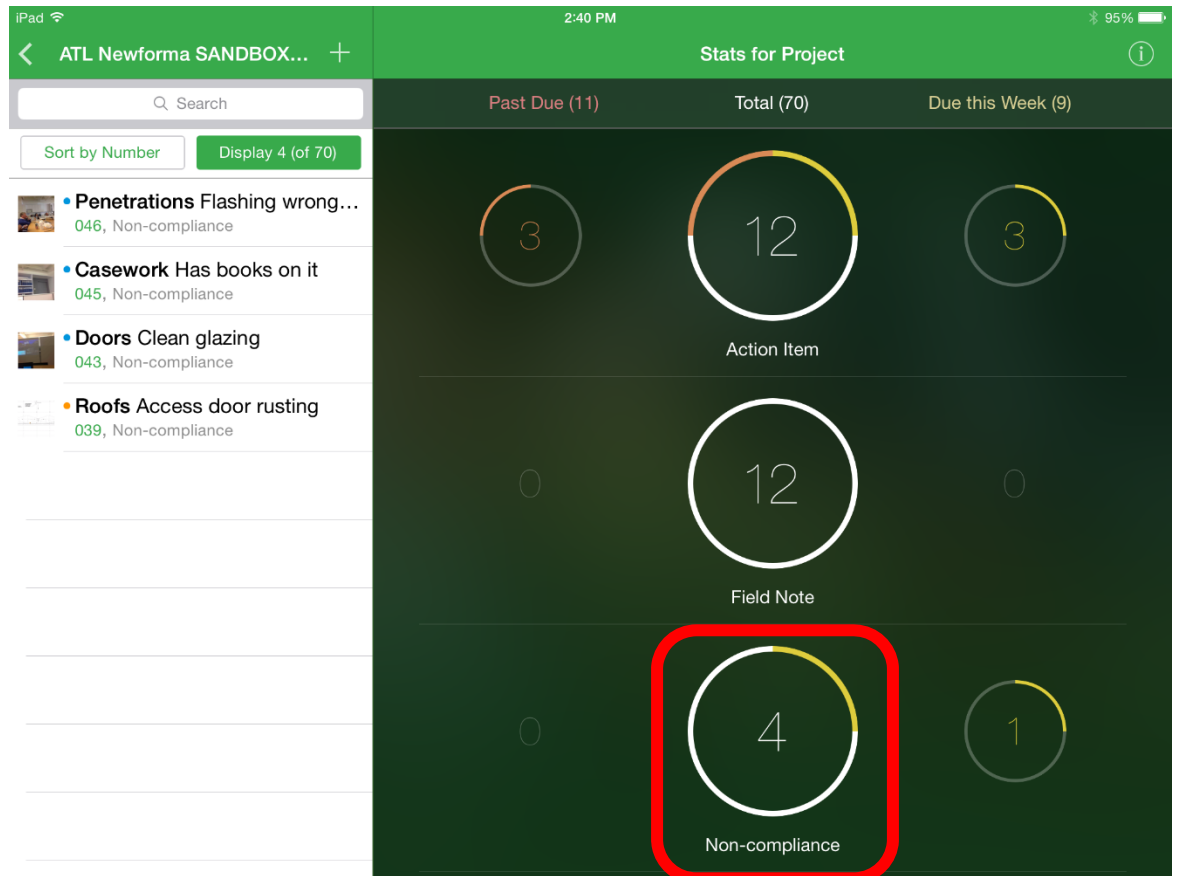 iPad
2:40 PM
95%
ATL Newforma SANDBOX... +
Stats for Project
i
Search
Past Due (11)
Total (70)
Due this Week (9)
Sort by Number
Display 4 (of 70)
Penetrations Flashing wrong...
046, Non-compliance
Casework Has books on it
045, Non-compliance
Doors Clean glazing
043, Non-compliance
Roofs Access door rusting
039, Non-compliance
3
12
3
Action Item
0
12
0
Field Note
0
4
1
Non-compliance